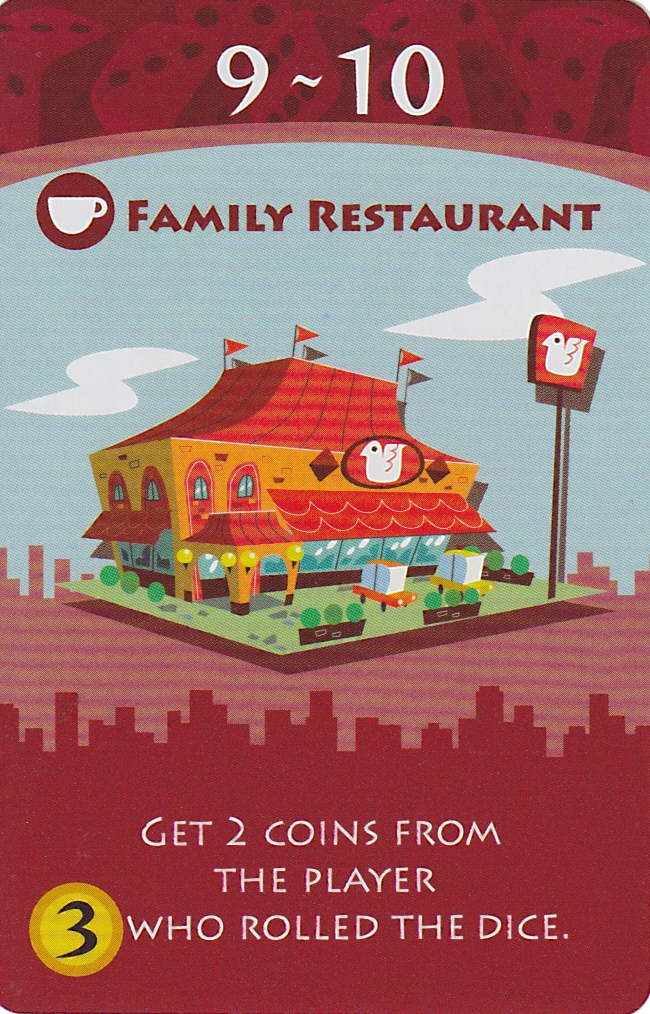 9~10
FAMILY RESTAURANT
GET 2 COINS FROM
THE PLAYER
WHO ROLLED THE DICE.
3